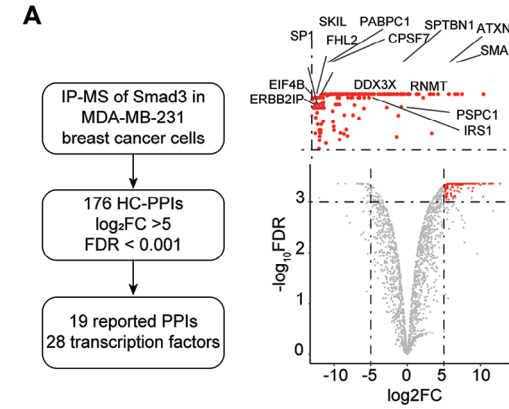 A
IP-MS of Smad3 in
MDA-MB-231
breast cancer cells
176 HC-PPIs
log₂FC >5
FDR < 0.001
19 reported PPIs
28 transcription factors
SKIL
PABPC1
SPTBN1
ATXN
SP1
FHL2
CPSF7
SMA
EIF4B
DDX3X
RNMT
ERBB2IP
PSPC1
IRS1
-log₁₀FDR
3
2
1
0
-10
-5
0
5
10
log2FC